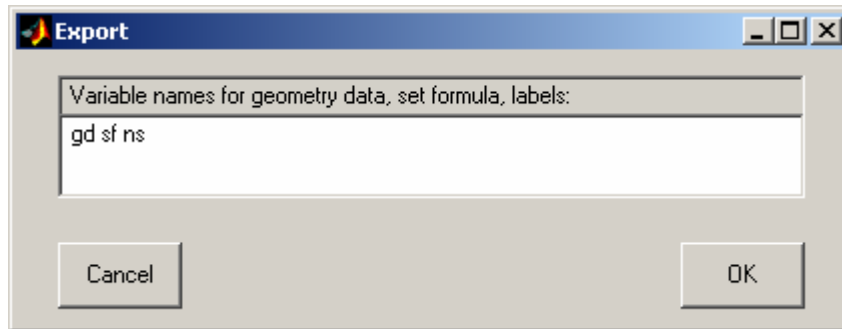 Export
Variable names for geometry data, set formula, labels:
gd sf ns
Cancel
OK